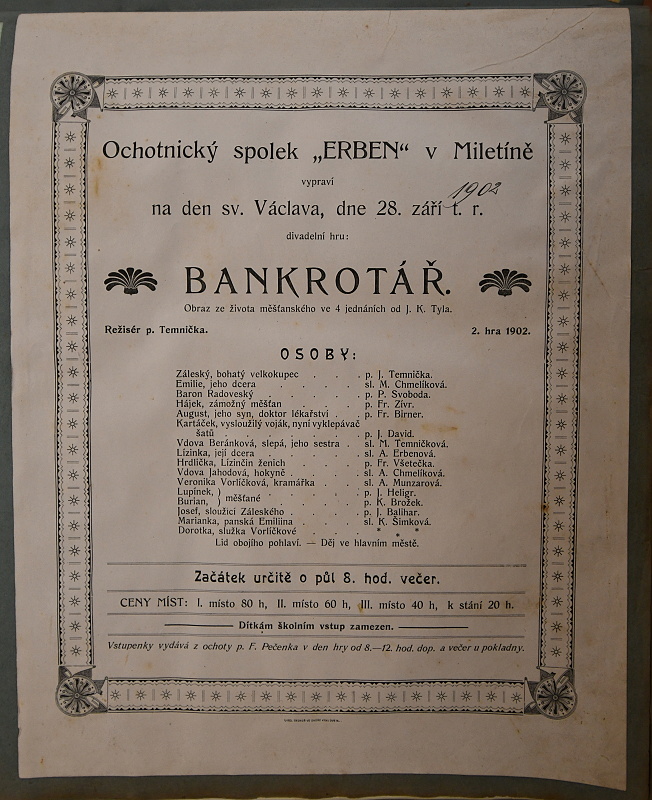 Ochotnický spolek „ERBEN“ v Miletíně
vypraví
1902
na den sv. Václava, dne 28. září t. r.
divadelní hru:
BANKROTÁŘ.
Obraz ze života měšťanského ve 4 jednáních od J. K. Tyla.
Režisér p. Temnička. 2. hra 1902.
OSOBY:
Záleský, bohatý velkokupec . . . p. J. Temnička.
Emilie, jeho dcera . . . . . sl. M. Chmelíková.
Baron Radoveský . . . . . p. P. Svoboda.
Hájek, zámožný měšťan . . . . p. Fr. Zívr.
August, jeho syn, doktor lékařství . . p. Fr. Birner.
Kartáček, vysloužilý voják, nyní vyklepávač
šatů . . . . . . . p. J. David.
Vdova Beránková, slepá, jeho sestra . sl. M. Temničková.
Lízinka, její dcera . . . . . sl. A. Erbenová.
Hrdlička, Lízinčin ženich . . . . p. Fr. Všetečka.
Vdova Jahodová, hokyně . . . . sl. A. Chmelíková.
Veronika Vorlíčková, kramářka . . . sl. A. Munzarová.
Lupínek, ) měšťané . . . . p. J. Heligr.
Burian, ) . . . . p. K. Brožek.
Josef, sloužící Záleského . . . . p. J. Balihar.
Marianka, panská Emiliina . . . . sl. K. Šimková.
Dorotka, služka Vorlíčkové . . . * * *
Lid obojího pohlaví. — Děj ve hlavním městě.
Začátek určitě o půl 8. hod. večer.
CENY MÍST: I. místo 80 h, II. místo 60 h, III. místo 40 h, k stání 20 h.
Dítkám školním vstup zamezen.
Vstupenky vydává z ochoty p. F. Pečenka v den hry od 8.—12. hod. dop. a večer u pokladny.